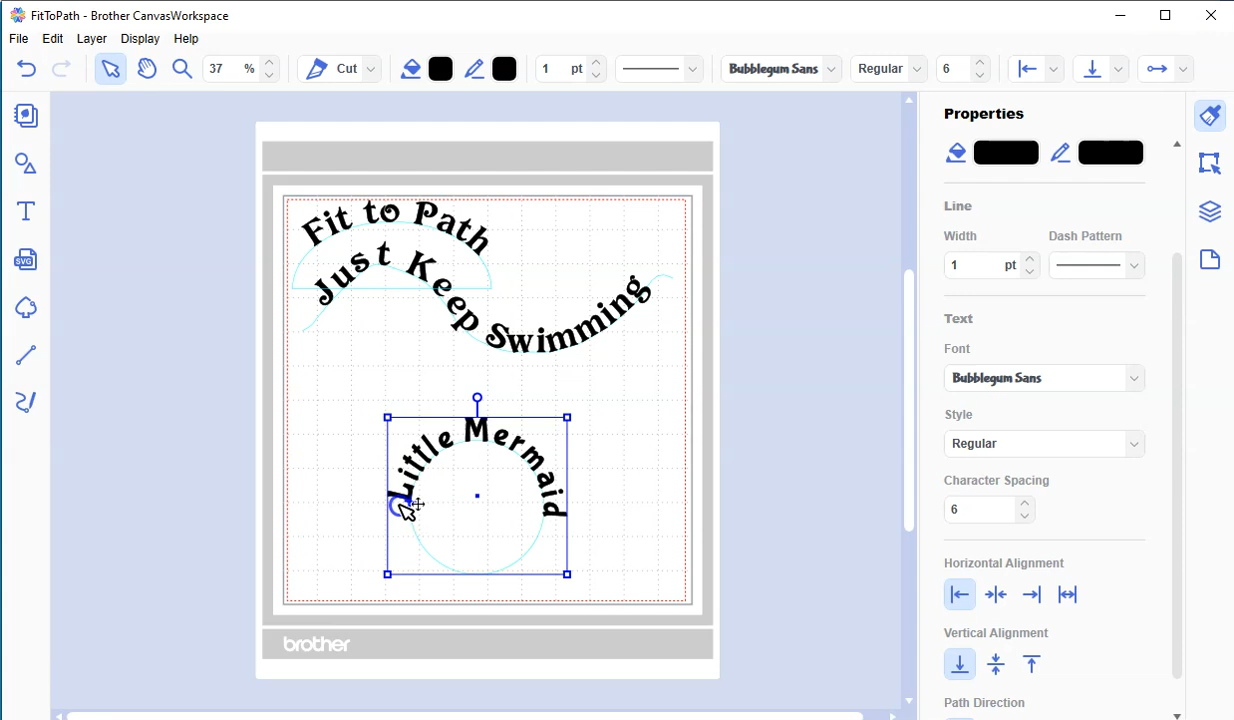 FitToPath - Brother CanvasWorkspace
File Edit Layer Display Help
37 % Cut 1 pt Bubblegum Sans Regular 6
Properties
Line
Width Dash Pattern
1 pt
Text
Font
Bubblegum Sans
Style
Regular
Character Spacing
6
Horizontal Alignment
Vertical Alignment
Path Direction
SVG
Fit to Path
Just Keep Swimming
Little Mermaid
brother